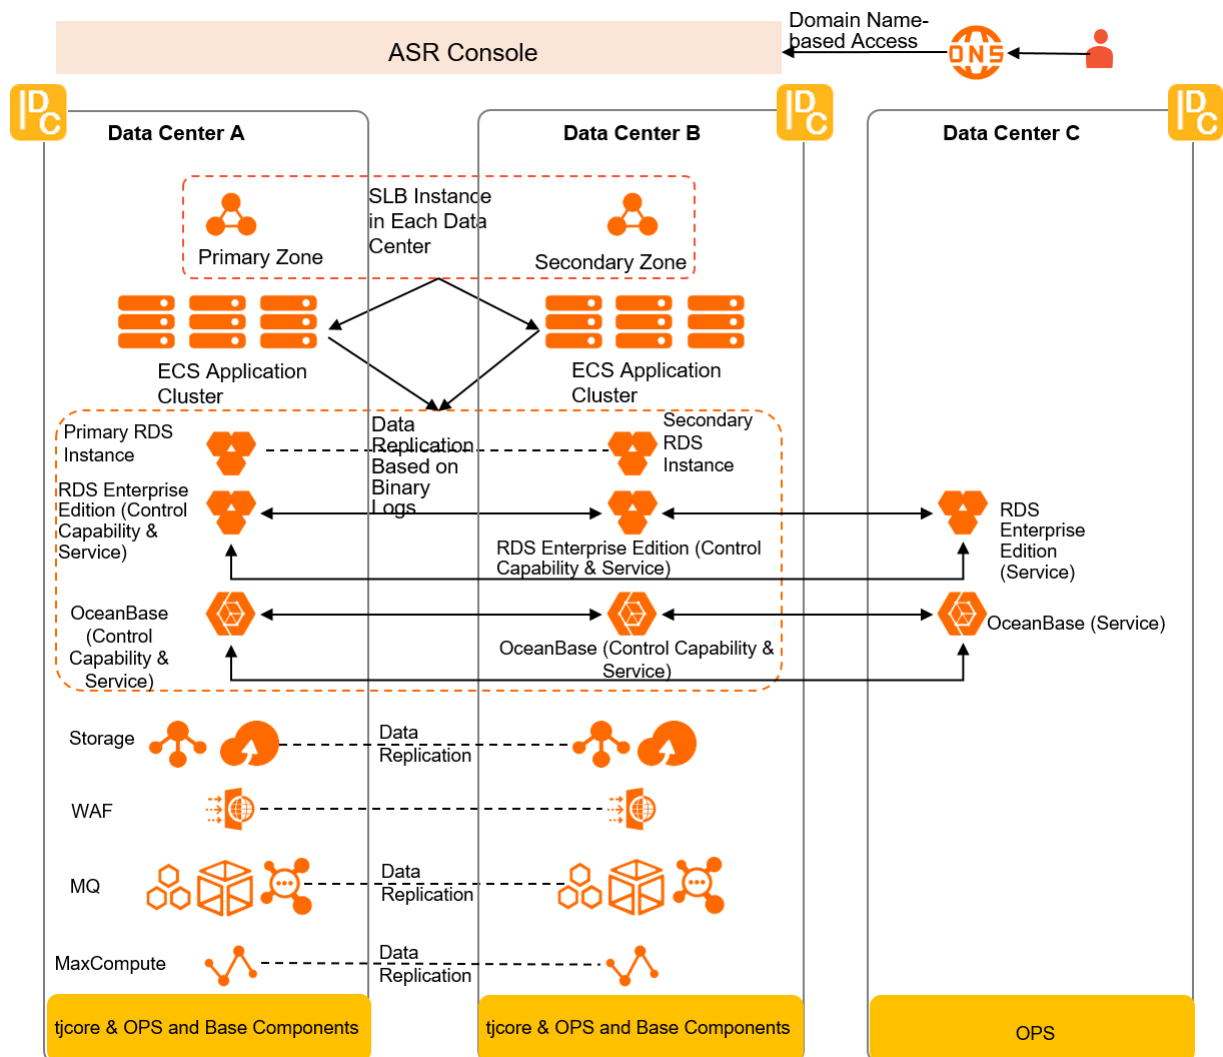 Domain Name-
based Access
DNS
ASR Console
DC
DC
DC
Data Center A
Data Center B
Data Center C
SLB Instance
in Each Data
Center
Primary Zone
Secondary Zone
ECS Application
Cluster
ECS Application
Cluster
Primary RDS
Instance
Data
Replication
Based on
Binary
Logs
Secondary
RDS
Instance
RDS Enterprise
Edition (Control
Capability &
Service)
RDS Enterprise Edition (Control
Capability & Service)
RDS
Enterprise
Edition
(Service)
OceanBase
(Control
Capability &
Service)
OceanBase (Control Capability &
Service)
OceanBase (Service)
Storage
Data
Replication
WAF
MQ
Data
Replication
MaxCompute
Data
Replication
tjcore & OPS and Base Components
tjcore & OPS and Base Components
OPS